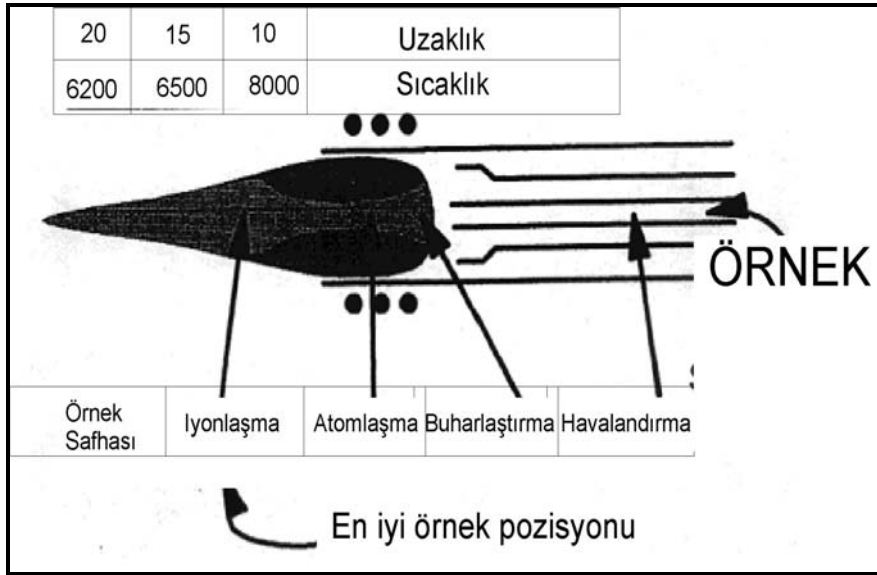 20 15 10 Uzaklık
6200 6500 8000 Sıcaklık
ÖRNEK
Örnek Iyonlaşma Atomlaşma Buharlaştırma Havalandırma
Safhası
En iyi örnek pozisyonu